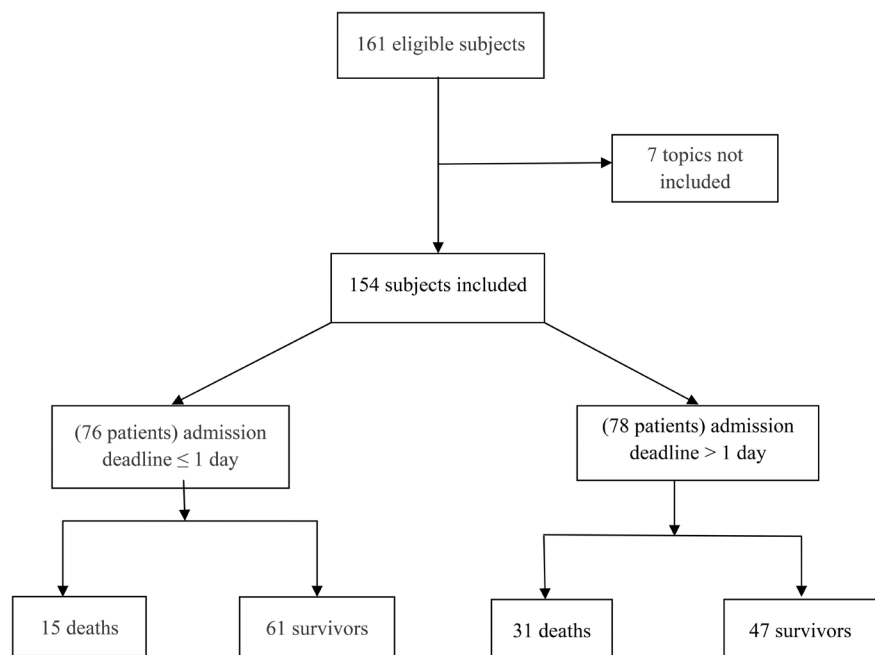 161 eligible subjects
7 topics not
included
154 subjects included
(76 patients) admission
deadline ≤ 1 day
(78 patients) admission
deadline > 1 day
15 deaths
61 survivors
31 deaths
47 survivors